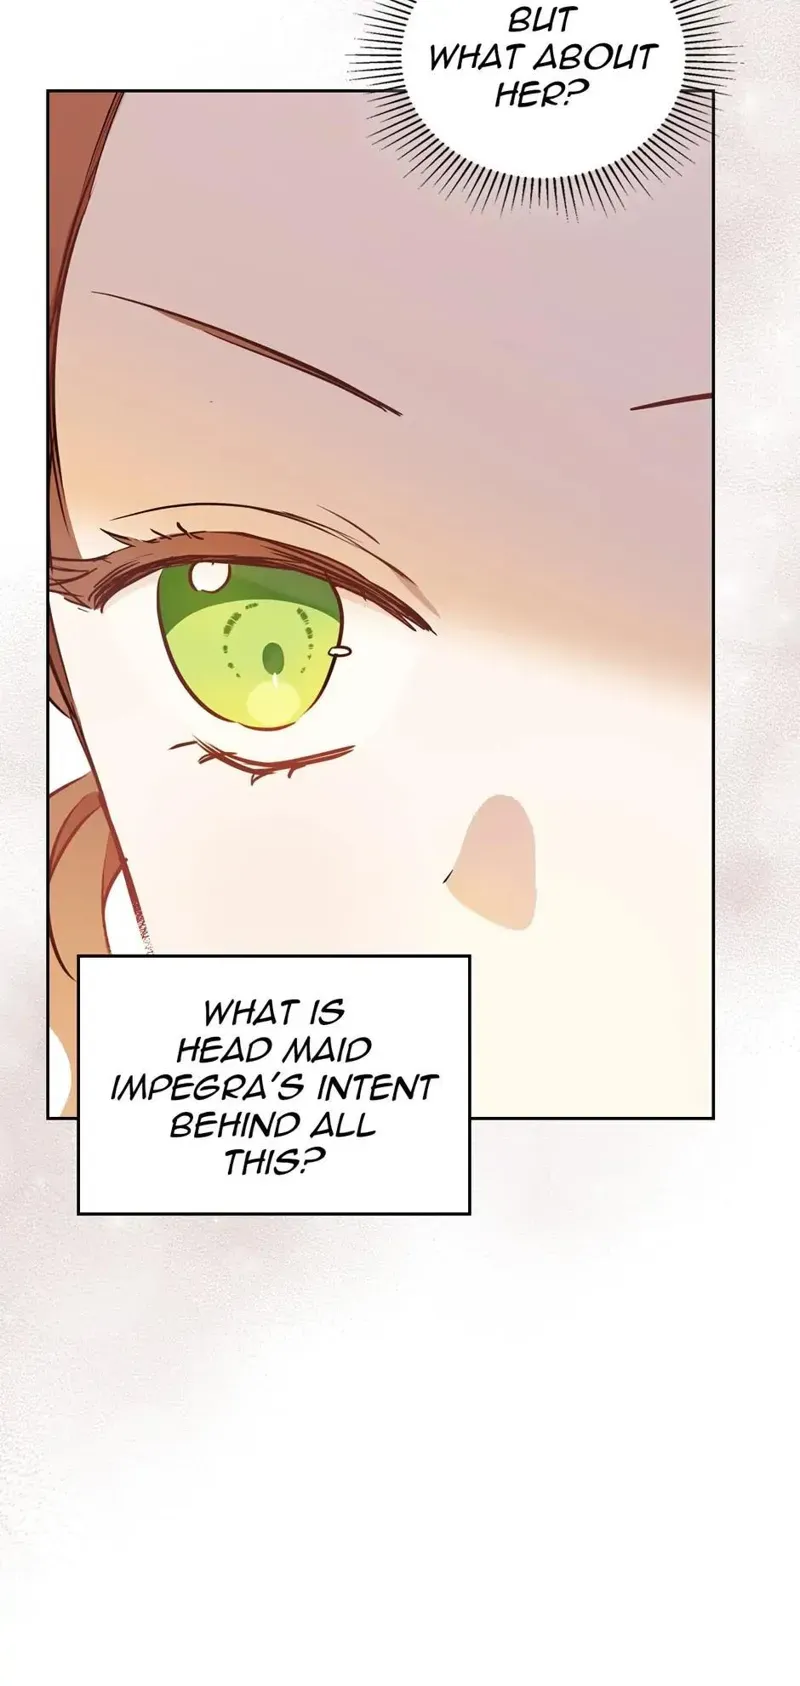 BUT
WHAT ABOUT
HER?
WHAT IS
HEAD MAID
IMPEGRA'S INTENT
BEHIND ALL
THIS?